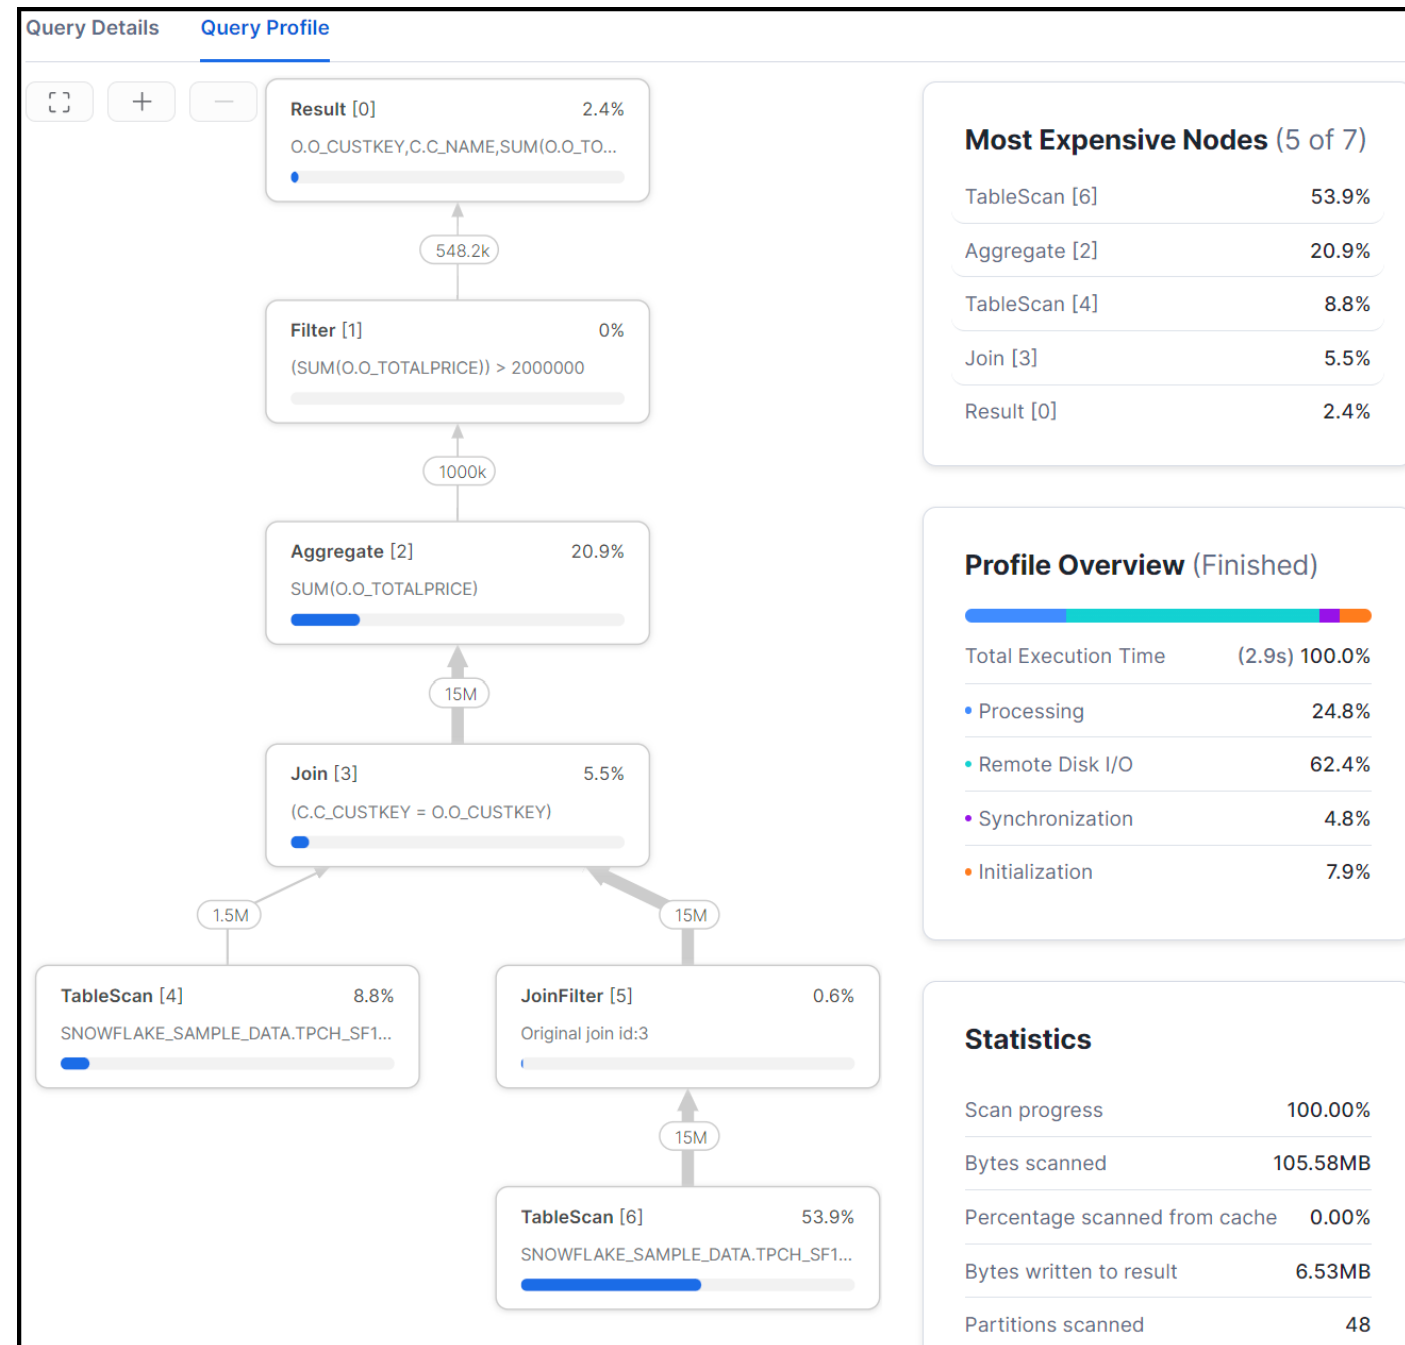 Query Details Query Profile
Result [0] 2.4%
O.O_CUSTKEY,C.C_NAME,SUM(O.O_TO...
548.2k
Filter [1] 0%
(SUM(O.O_TOTALPRICE)) > 2000000
1000k
Aggregate [2] 20.9%
SUM(O.O_TOTALPRICE)
15M
Join [3] 5.5%
(C.C_CUSTKEY = O.O_CUSTKEY)
1.5M
15M
TableScan [4] 8.8%
SNOWFLAKE_SAMPLE_DATA.TPCH_SF1...
JoinFilter [5] 0.6%
Original join id:3
15M
TableScan [6] 53.9%
SNOWFLAKE_SAMPLE_DATA.TPCH_SF1...
Most Expensive Nodes (5 of 7)
TableScan [6] 53.9%
Aggregate [2] 20.9%
TableScan [4] 8.8%
Join [3] 5.5%
Result [0] 2.4%
Profile Overview (Finished)
Total Execution Time (2.9s) 100.0%
Processing 24.8%
Remote Disk I/O 62.4%
Synchronization 4.8%
Initialization 7.9%
Statistics
Scan progress 100.00%
Bytes scanned 105.58MB
Percentage scanned from cache 0.00%
Bytes written to result 6.53MB
Partitions scanned 48